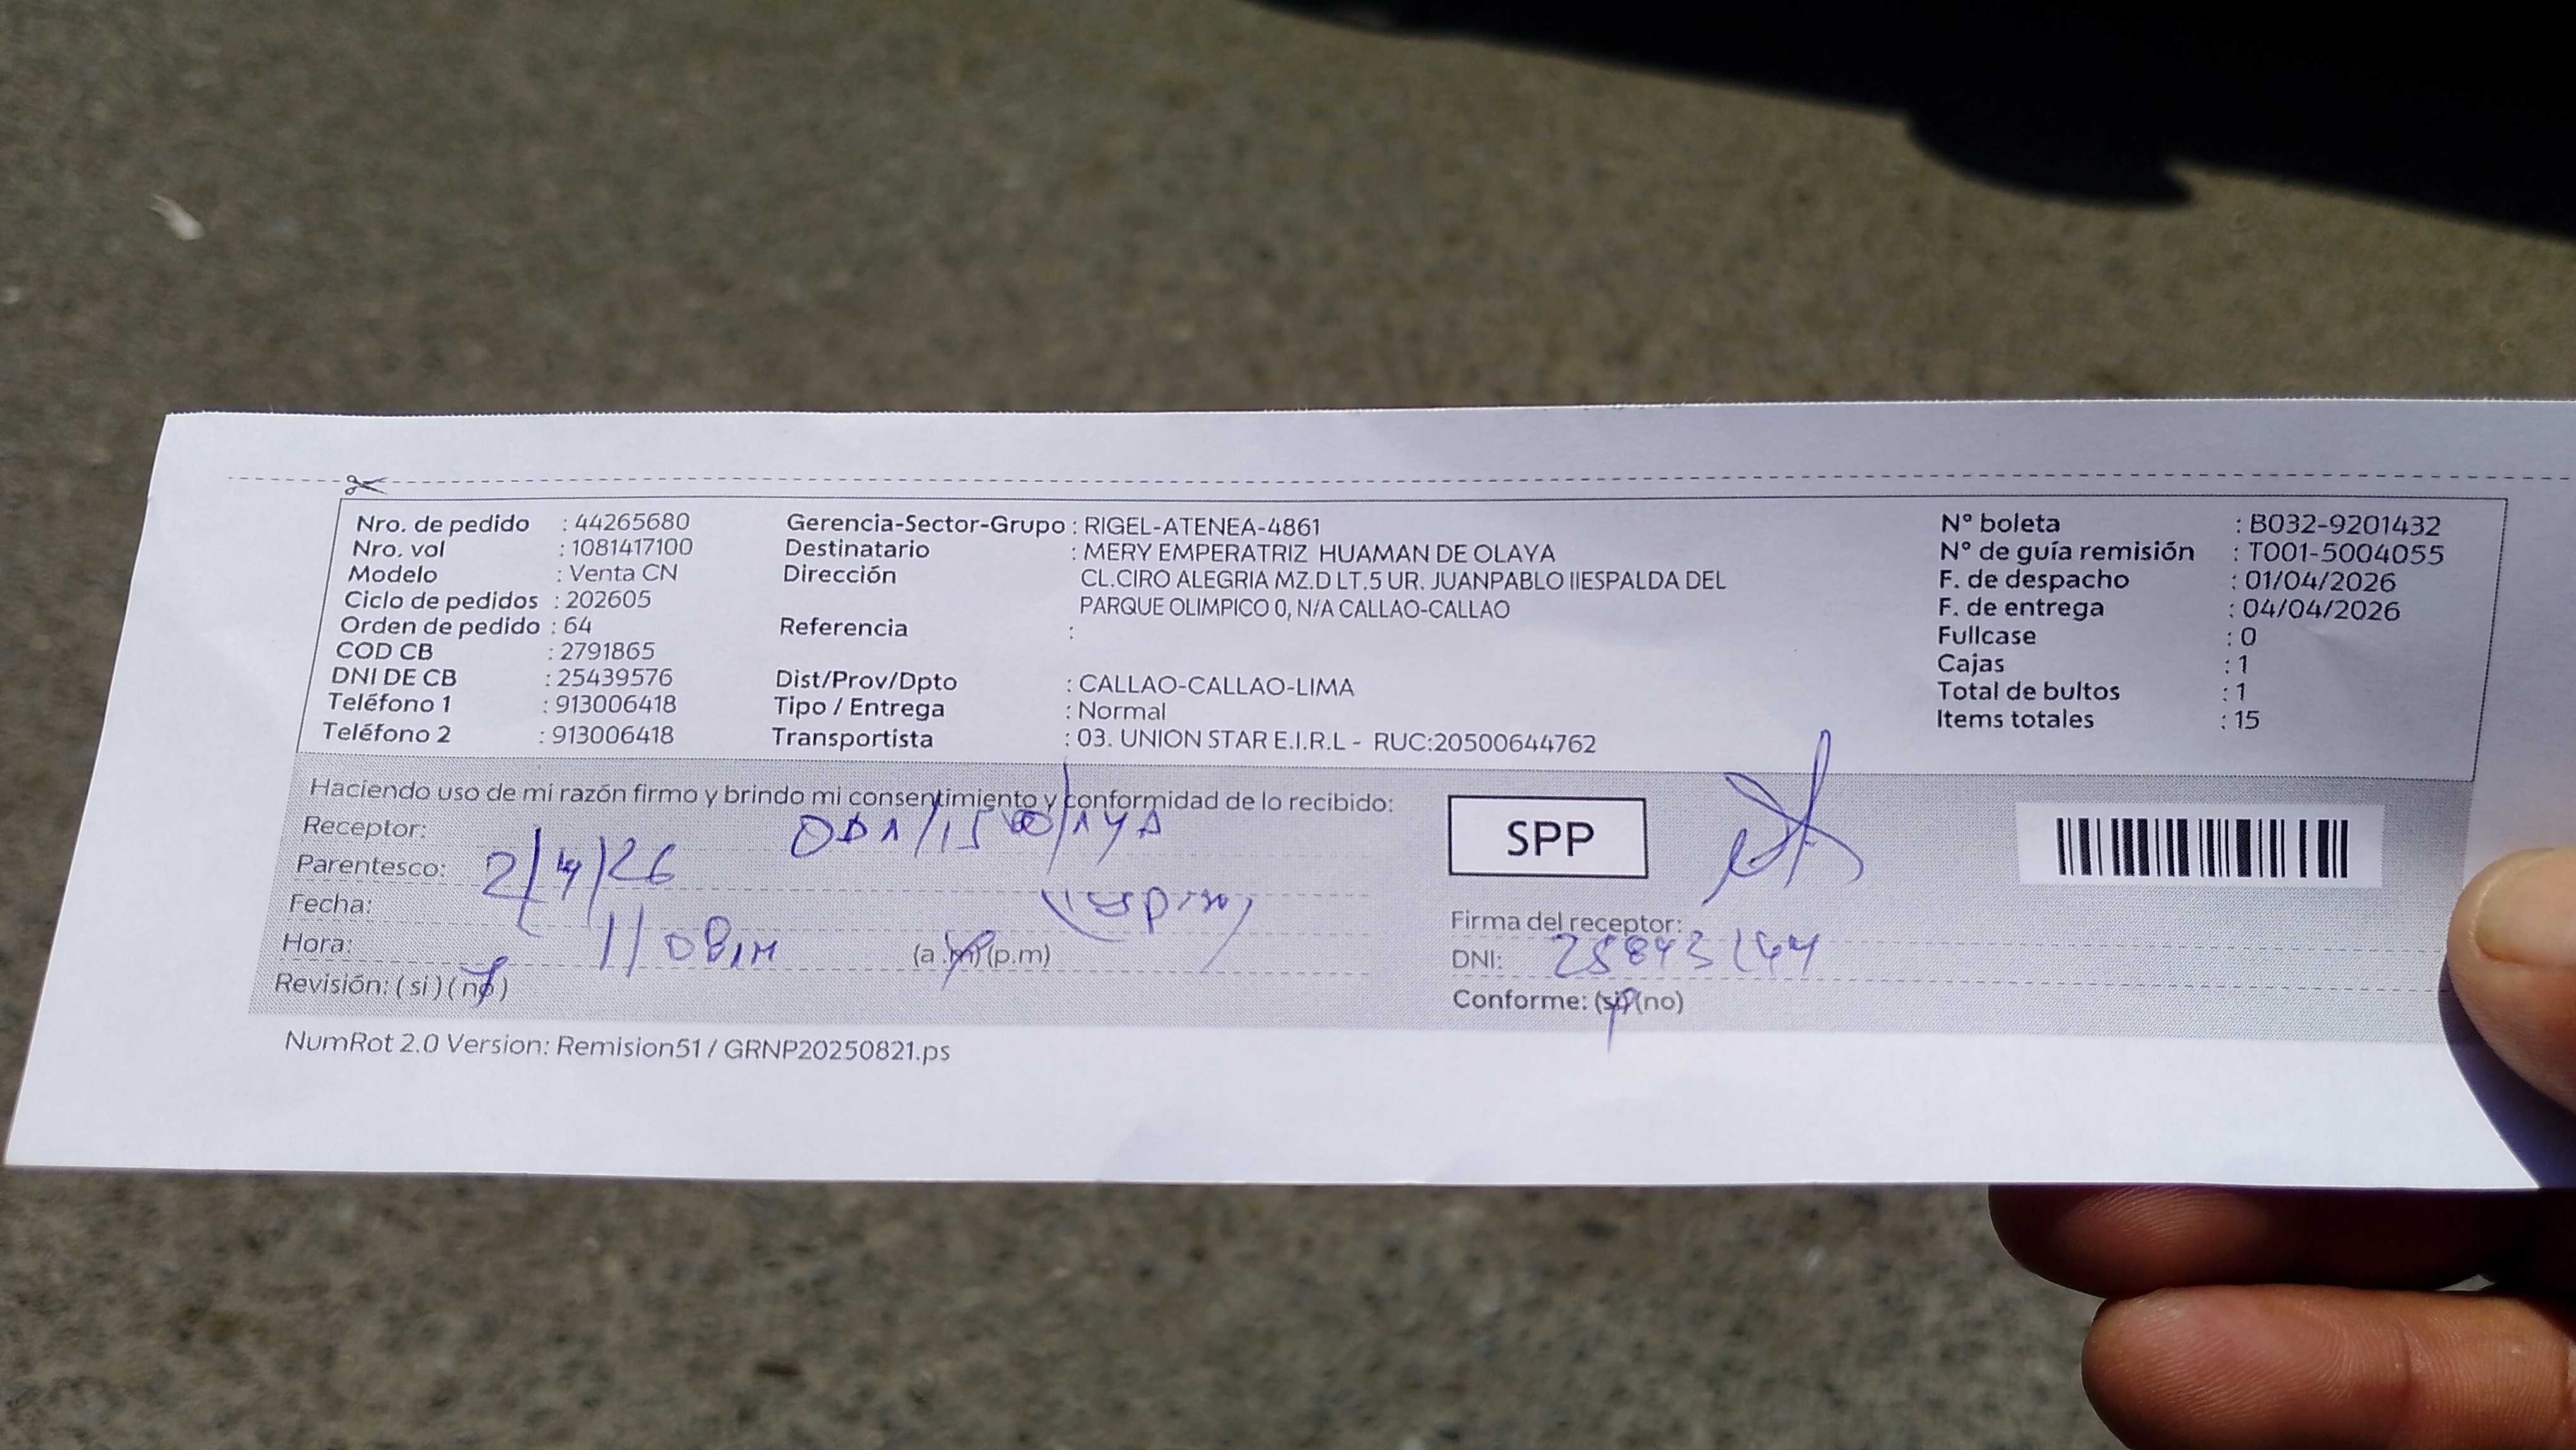 Nro. de pedido : 44265680
Nro. vol : 1081417100
Modelo : Venta CN
Ciclo de pedidos : 202605
Orden de pedido : 64
COD CB : 2791865
DNI DE CB : 25439576
Teléfono 1 : 913006418
Teléfono 2 : 913006418
Gerencia-Sector-Grupo : RIGEL-ATENEA-4861
Destinatario : MERY EMPERATRIZ HUAMAN DE OLAYA
Dirección CL.CIRO ALEGRIA MZ.D LT.5 UR. JUANPABLO IIESPALDA DEL
PARQUE OLIMPICO 0, N/A CALLAO-CALLAO
Referencia :
Dist/Prov/Dpto : CALLAO-CALLAO-LIMA
Tipo / Entrega : Normal
Transportista : 03. UNION STAR E.I.R.L - RUC:20500644762
N° boleta : B032-9201432
N° de guía remisión : T001-5004055
F. de despacho : 01/04/2026
F. de entrega : 04/04/2026
Fullcase : 0
Cajas : 1
Total de bultos : 1
Items totales : 15
Haciendo uso de mi razón firmo y brindo mi consentimiento y conformidad de lo recibido:
Receptor:
Parentesco:
Fecha: 2/4/26
Hora: (a.m)(p.m)
Revisión: (si) (no)
SPP
Firma del receptor:
DNI:
Conforme: (si)(no)
NumRot 2.0 Version: Remision51 / GRNP20250821.ps